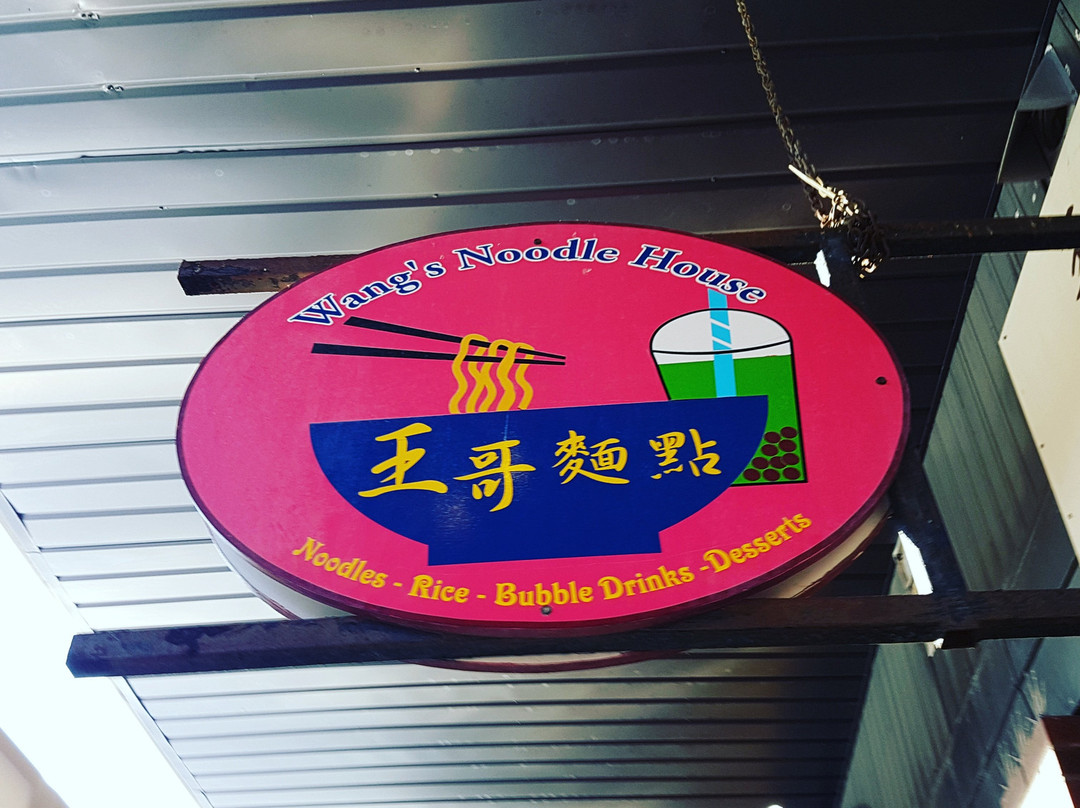 Wang's Noodle House
王哥麵點
Noodles - Rice - Bubble Drinks -Desserts